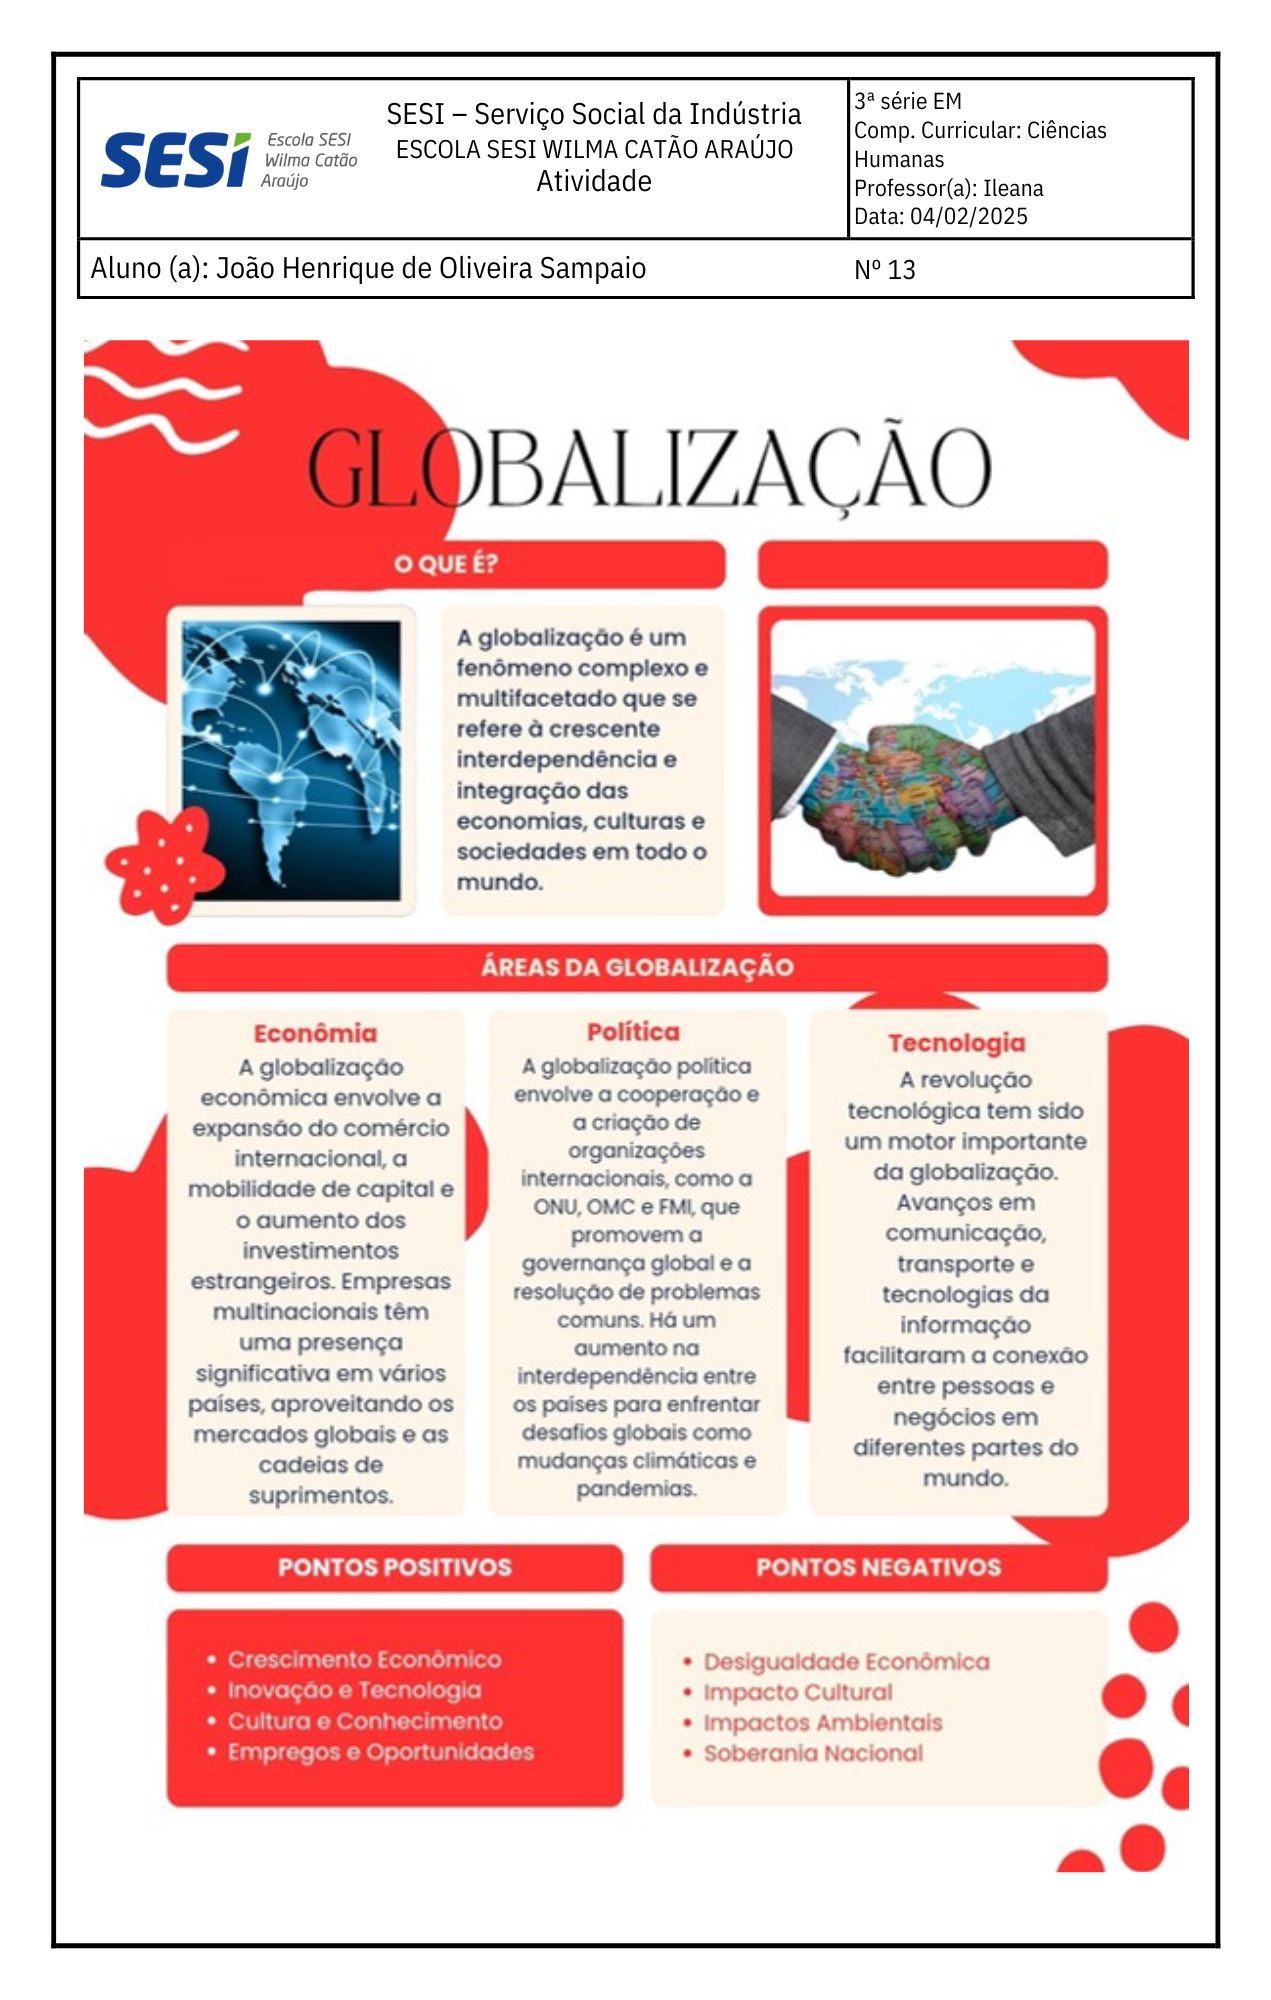 SESI
Escola SESI
Wilma Catão
Araújo
SESI – Serviço Social da Indústria
ESCOLA SESI WILMA CATÃO ARAÚJO
Atividade
3ª série EM
Comp. Curricular: Ciências
Humanas
Professor(a): Ileana
Data: 04/02/2025
Aluno (a): João Henrique de Oliveira Sampaio
Nº 13
GLOBALIZAÇÃO
O QUE É?
A globalização é um
fenômeno complexo e
multifacetado que se
refere à crescente
interdependência e
integração das
economias, culturas e
sociedades em todo o
mundo.
ÁREAS DA GLOBALIZAÇÃO
Econômia
A globalização
econômica envolve a
expansão do comércio
internacional, a
mobilidade de capital e
o aumento dos
investimentos
estrangeiros. Empresas
multinacionais têm
uma presença
significativa em vários
países, aproveitando os
mercados globais e as
cadeias de
suprimentos.
Política
A globalização política
envolve a cooperação e
a criação de
organizações
internacionais, como a
ONU, OMC e FMI, que
promovem a
governança global e a
resolução de problemas
comuns. Há um
aumento na
interdependência entre
os países para enfrentar
desafios globais como
mudanças climáticas e
pandemias.
Tecnologia
A revolução
tecnológica tem sido
um motor importante
da globalização.
Avanços em
comunicação,
transporte e
tecnologias da
informação
facilitaram a conexão
entre pessoas e
negócios em
diferentes partes do
mundo.
PONTOS POSITIVOS
• Crescimento Econômico
• Inovação e Tecnologia
• Cultura e Conhecimento
• Empregos e Oportunidades
PONTOS NEGATIVOS
• Desigualdade Econômica
• Impacto Cultural
• Impactos Ambientais
• Soberania Nacional